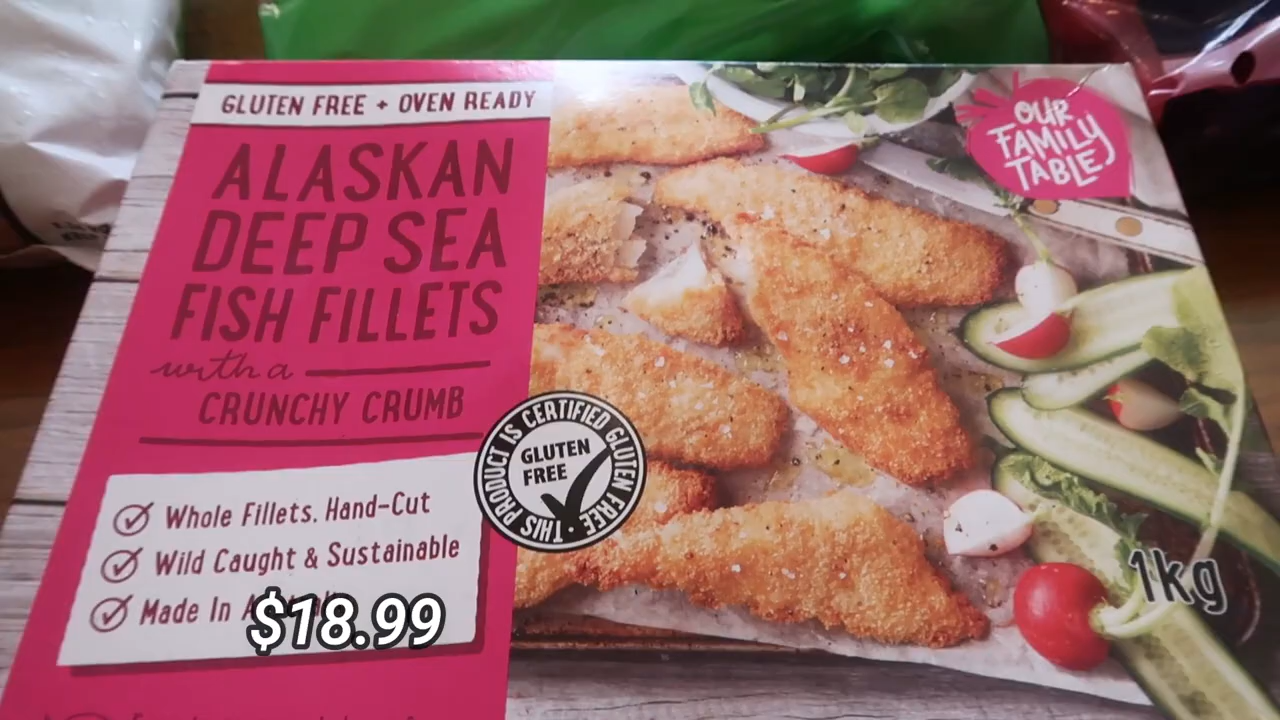 GLUTEN FREE + OVEN READY
ALASKAN
DEEP SEA
FISH FILLETS
with a
CRUNCHY CRUMB
Whole Fillets. Hand-Cut
Wild Caught & Sustainable
Made In
$18.99
THIS PRODUCT IS CERTIFIED GLUTEN FREE
GLUTEN
FREE
OUR
FAMILY
TABLE
1kg